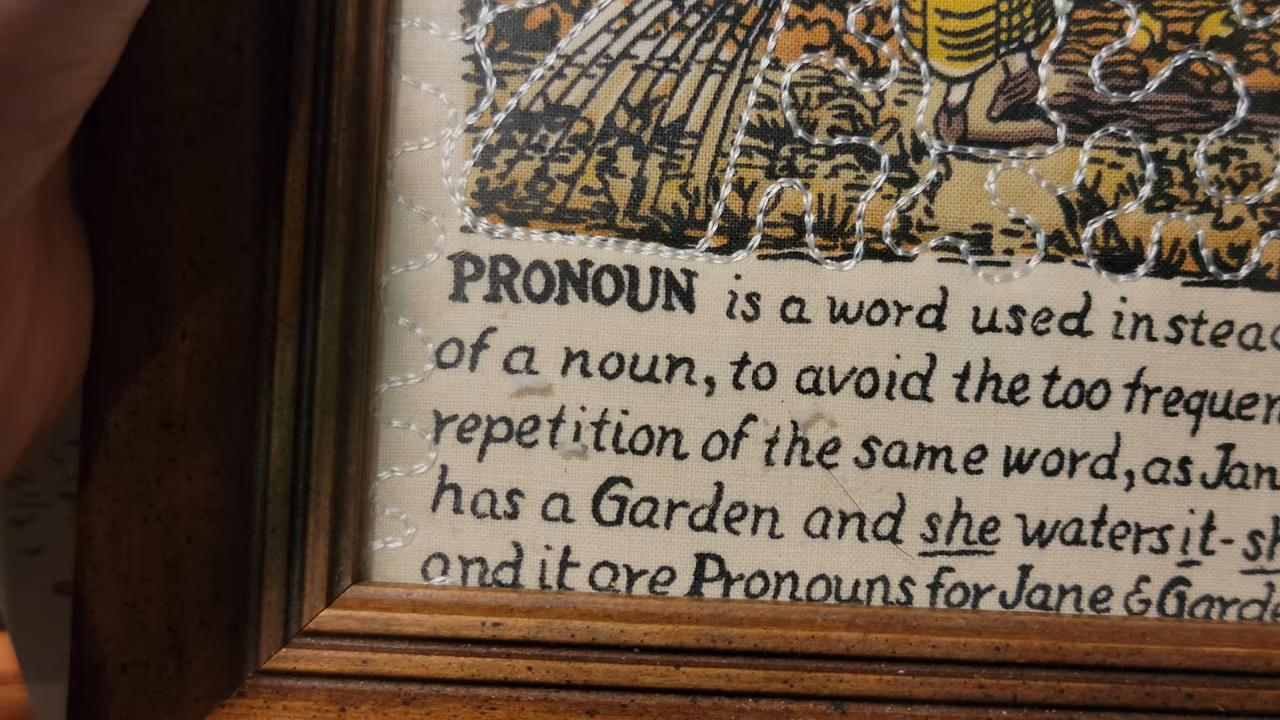 PRONOUN is a word used instead
of a noun, to avoid the too frequen
repetition of the same word, as Jan
has a Garden and she waters it - sh
and it are Pronouns for Jane & Garde